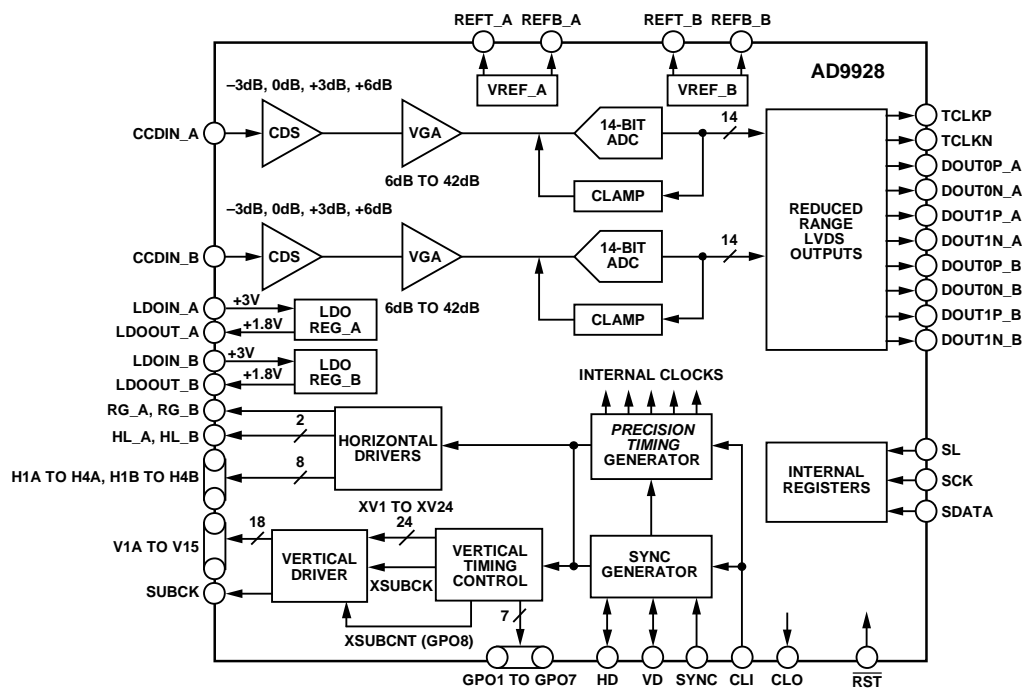 REFT_A REFB_A REFT_B REFB_B
AD9928
VREF_A
VREF_B
–3dB, 0dB, +3dB, +6dB
CCDIN_A
CDS
VGA
14-BIT
ADC
14
6dB TO 42dB
CLAMP
–3dB, 0dB, +3dB, +6dB
CCDIN_B
CDS
VGA
14-BIT
ADC
14
6dB TO 42dB
CLAMP
REDUCED
RANGE
LVDS
OUTPUTS
TCLKP
TCLKN
DOUT0P_A
DOUT0N_A
DOUT1P_A
DOUT1N_A
DOUT0P_B
DOUT0N_B
DOUT1P_B
DOUT1N_B
LDOIN_A
+3V
LDO
REG_A
LDOOUT_A
+1.8V
LDOIN_B
+3V
LDO
REG_B
LDOOUT_B
+1.8V
RG_A, RG_B
HL_A, HL_B
2
H1A TO H4A, H1B TO H4B
8
HORIZONTAL
DRIVERS
INTERNAL CLOCKS
PRECISION
TIMING
GENERATOR
INTERNAL
REGISTERS
SL
SCK
SDATA
XV1 TO XV24
24
18
V1A TO V15
SUBCK
VERTICAL
DRIVER
XSUBCK
VERTICAL
TIMING
CONTROL
SYNC
GENERATOR
XSUBCNT (GPO8)
7
GPO1 TO GPO7
HD
VD
SYNC
CLI
CLO
RST